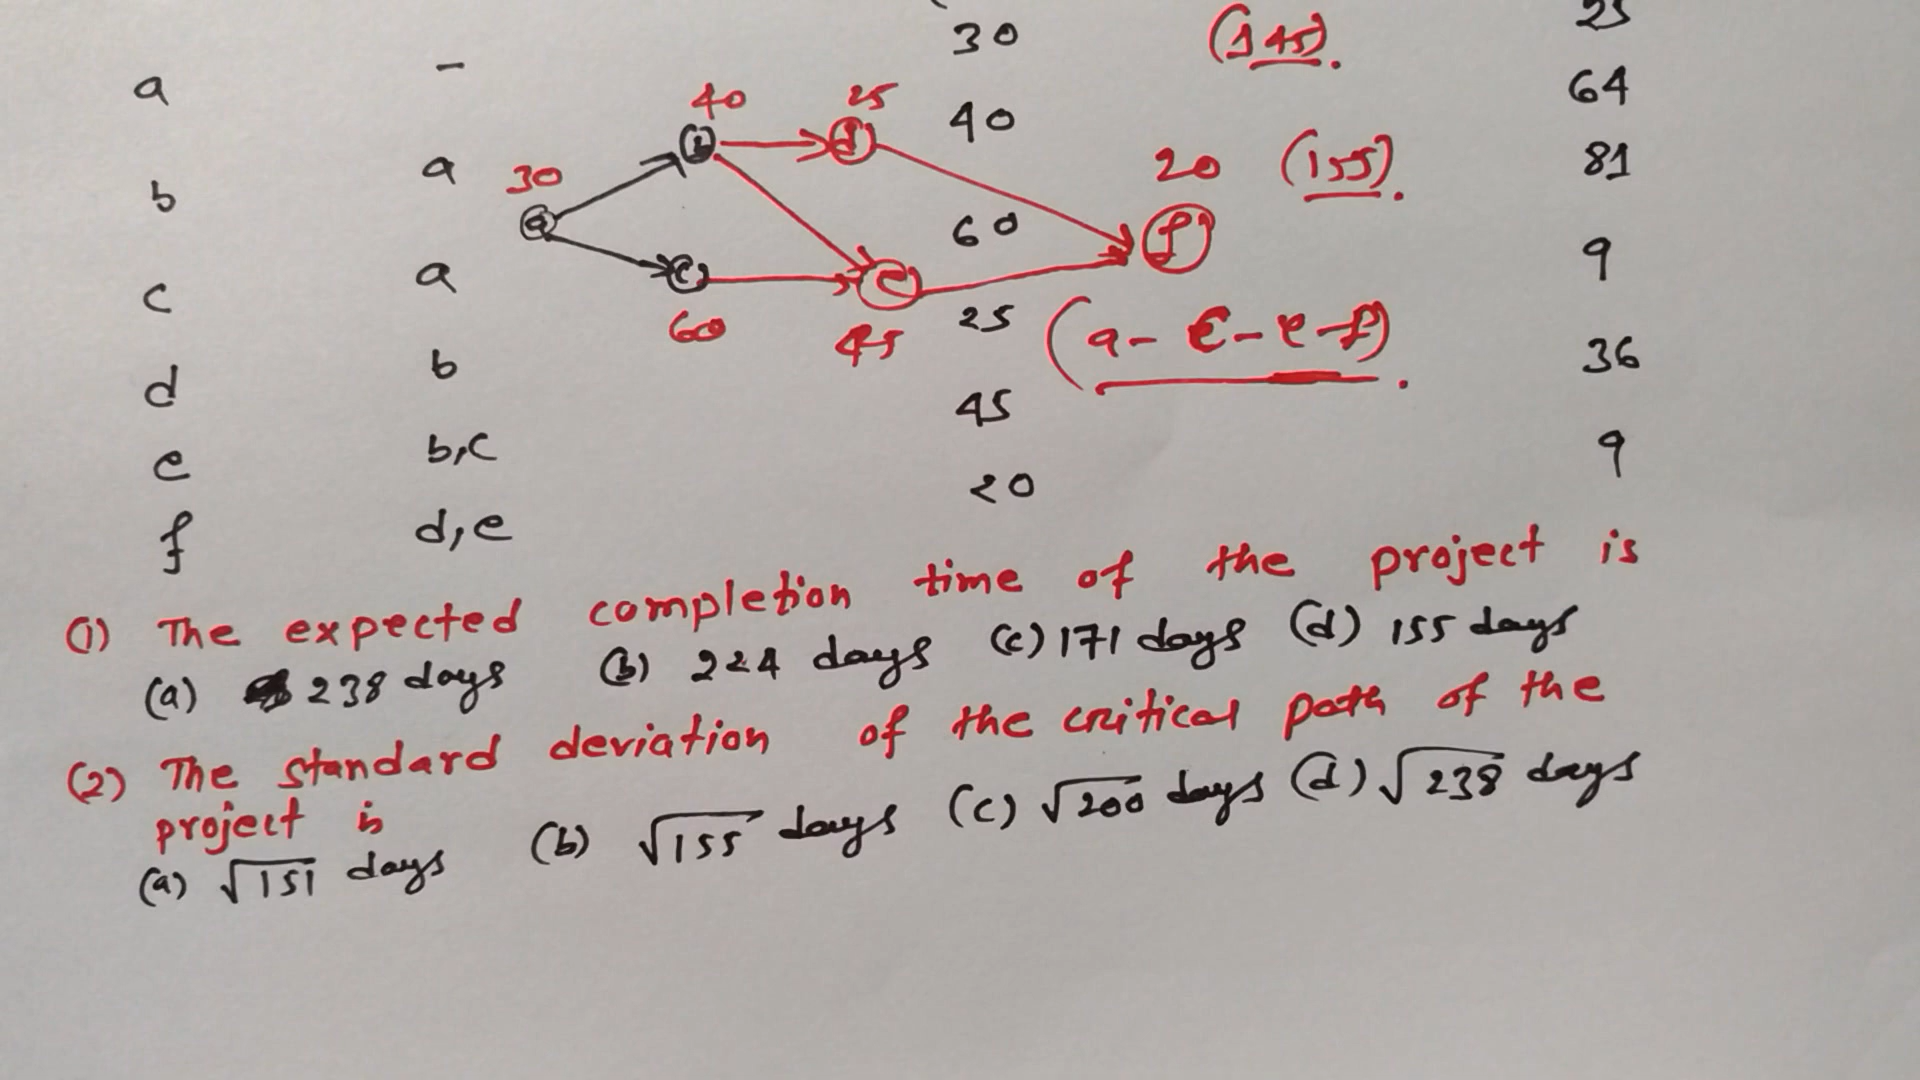 a - 30 (145). 25
b a 40 64
c a 60 81
d b 25 9
e b,c 45 36
f d,e 20 9
30 a
40 b
25 d
60 c
45 e
20 f (155).
(a-c-e-f).
(1) The expected completion time of the project is
(a) 238 days (b) 224 days (c) 171 days (d) 155 days
(2) The standard deviation of the critical path of the
project is
(a) √151 days (b) √155 days (c) √200 days (d) √238 days